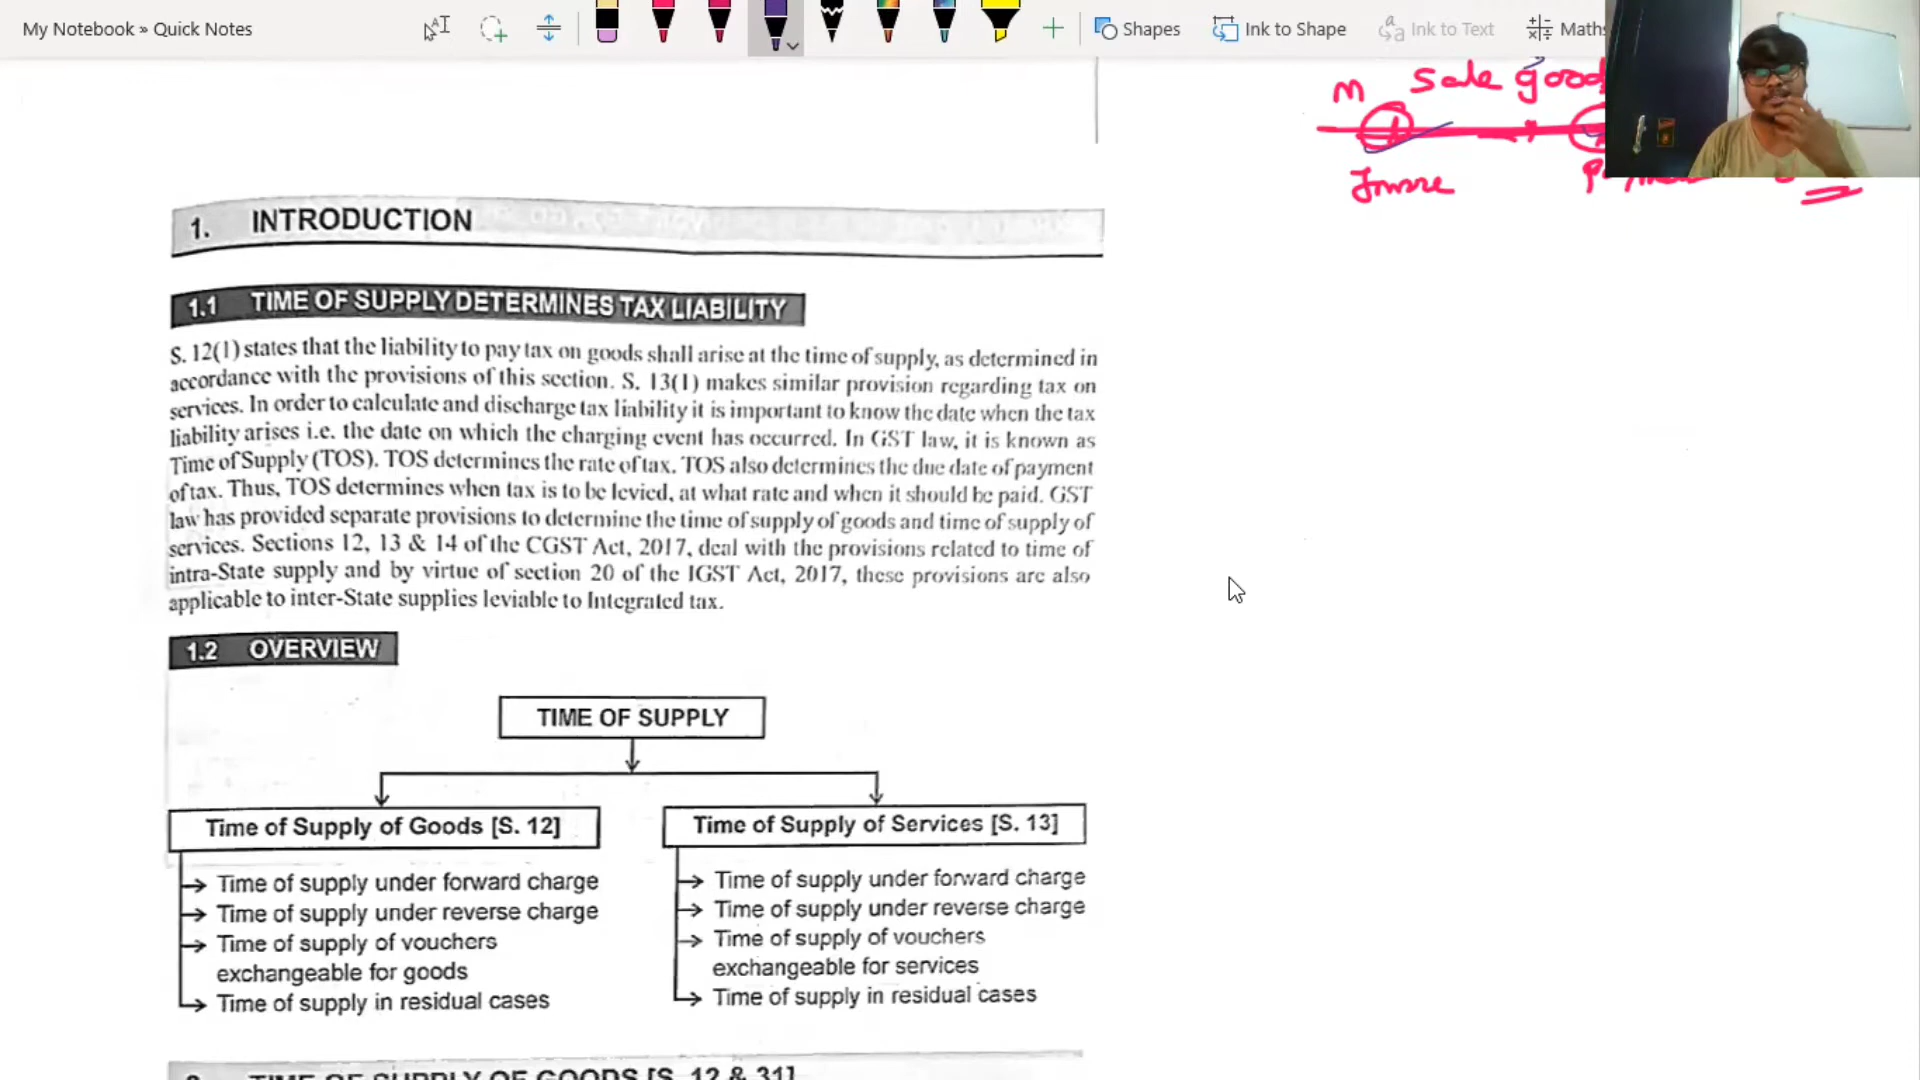 My Notebook » Quick Notes
Shapes
Ink to Shape
Ink to Text
Maths
M Sale goods
Invoice
1. INTRODUCTION
1.1 TIME OF SUPPLY DETERMINES TAX LIABILITY
S. 12(1) states that the liability to pay tax on goods shall arise at the time of supply, as determined in
accordance with the provisions of this section. S. 13(1) makes similar provision regarding tax on
services. In order to calculate and discharge tax liability it is important to know the date when the tax
liability arises i.e. the date on which the charging event has occurred. In GST law, it is known as
Time of Supply (TOS). TOS determines the rate of tax. TOS also determines the due date of payment
of tax. Thus, TOS determines when tax is to be levied, at what rate and when it should be paid. GST
law has provided separate provisions to determine the time of supply of goods and time of supply of
services. Sections 12, 13 & 14 of the CGST Act, 2017, deal with the provisions related to time of
intra-State supply and by virtue of section 20 of the IGST Act, 2017, these provisions are also
applicable to inter-State supplies leviable to Integrated tax.
1.2 OVERVIEW
TIME OF SUPPLY
Time of Supply of Goods [S. 12]
Time of supply under forward charge
Time of supply under reverse charge
Time of supply of vouchers
exchangeable for goods
Time of supply in residual cases
Time of Supply of Services [S. 13]
Time of supply under forward charge
Time of supply under reverse charge
Time of supply of vouchers
exchangeable for services
Time of supply in residual cases
2. TIME OF SUPPLY OF GOODS [S. 12 & 31]